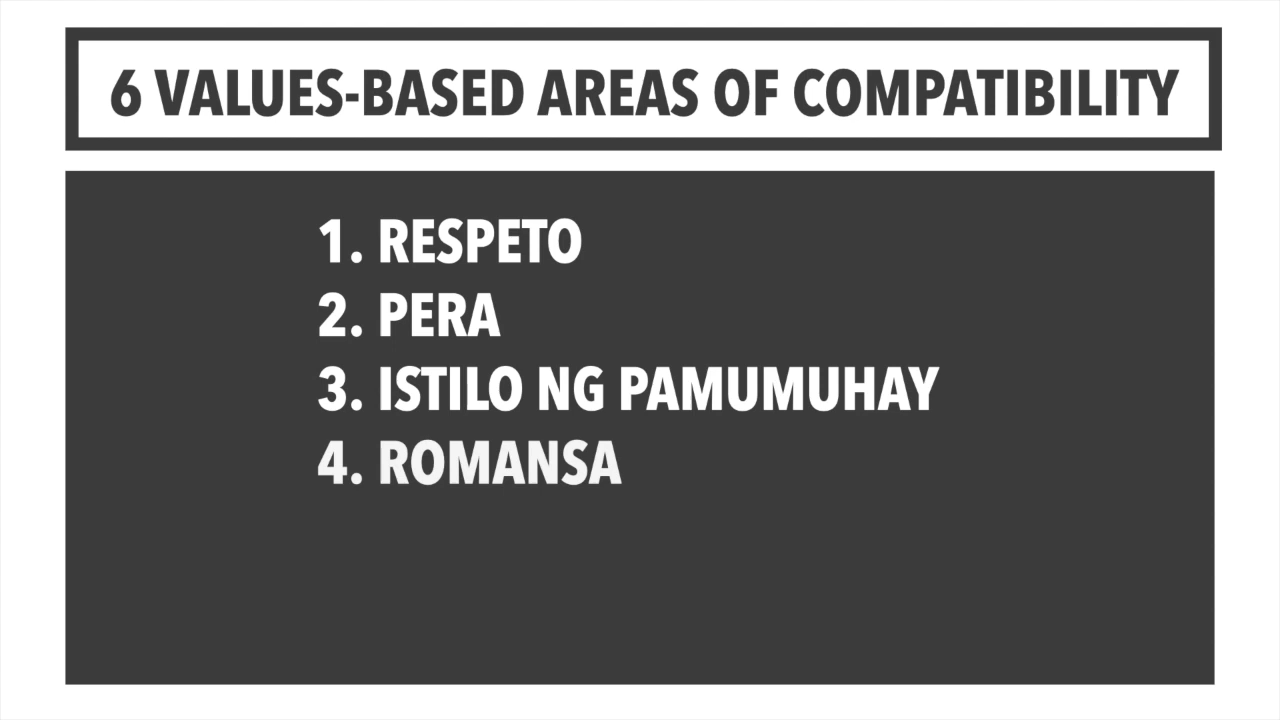 6 VALUES-BASED AREAS OF COMPATIBILITY
1. RESPETO
2. PERA
3. ISTILO NG PAMUMUHAY
4. ROMANSA